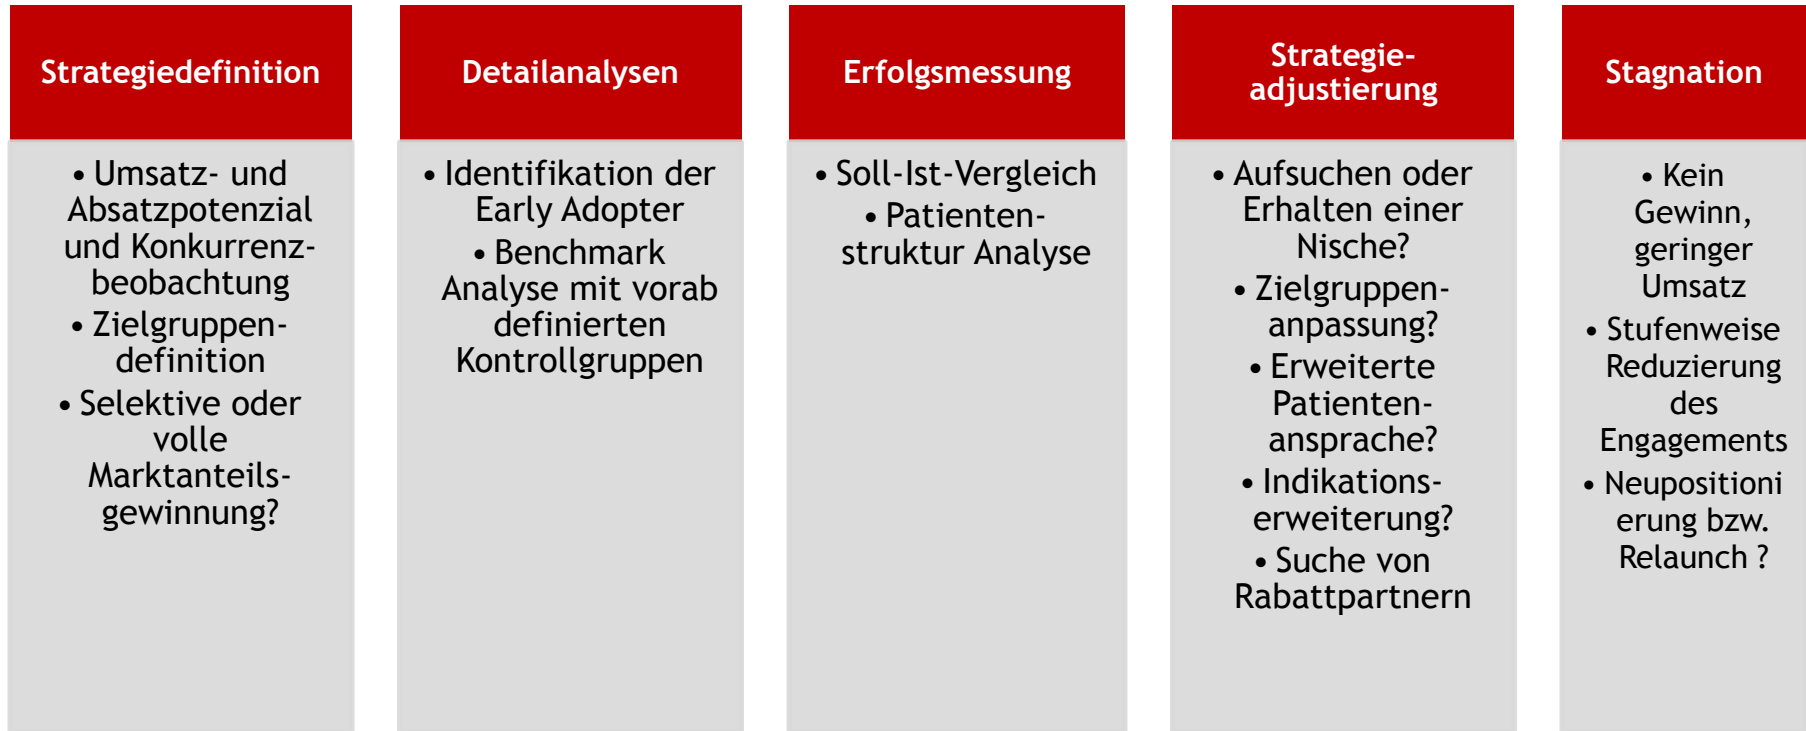 Strategiedefinition
• Umsatz- und
Absatzpotenzial
und Konkurrenz-
beobachtung
• Zielgruppen-
definition
• Selektive oder
volle
Marktanteils-
gewinnung?
Detailanalysen
• Identifikation der
Early Adopter
• Benchmark
Analyse mit vorab
definierten
Kontrollgruppen
Erfolgsmessung
• Soll-Ist-Vergleich
• Patienten-
struktur Analyse
Strategie-
adjustierung
• Aufsuchen oder
Erhalten einer
Nische?
• Zielgruppen-
anpassung?
• Erweiterte
Patienten-
ansprache?
• Indikations-
erweiterung?
• Suche von
Rabattpartnern
Stagnation
• Kein
Gewinn,
geringer
Umsatz
• Stufenweise
Reduzierung
des
Engagements
• Neupositioni
erung bzw.
Relaunch ?